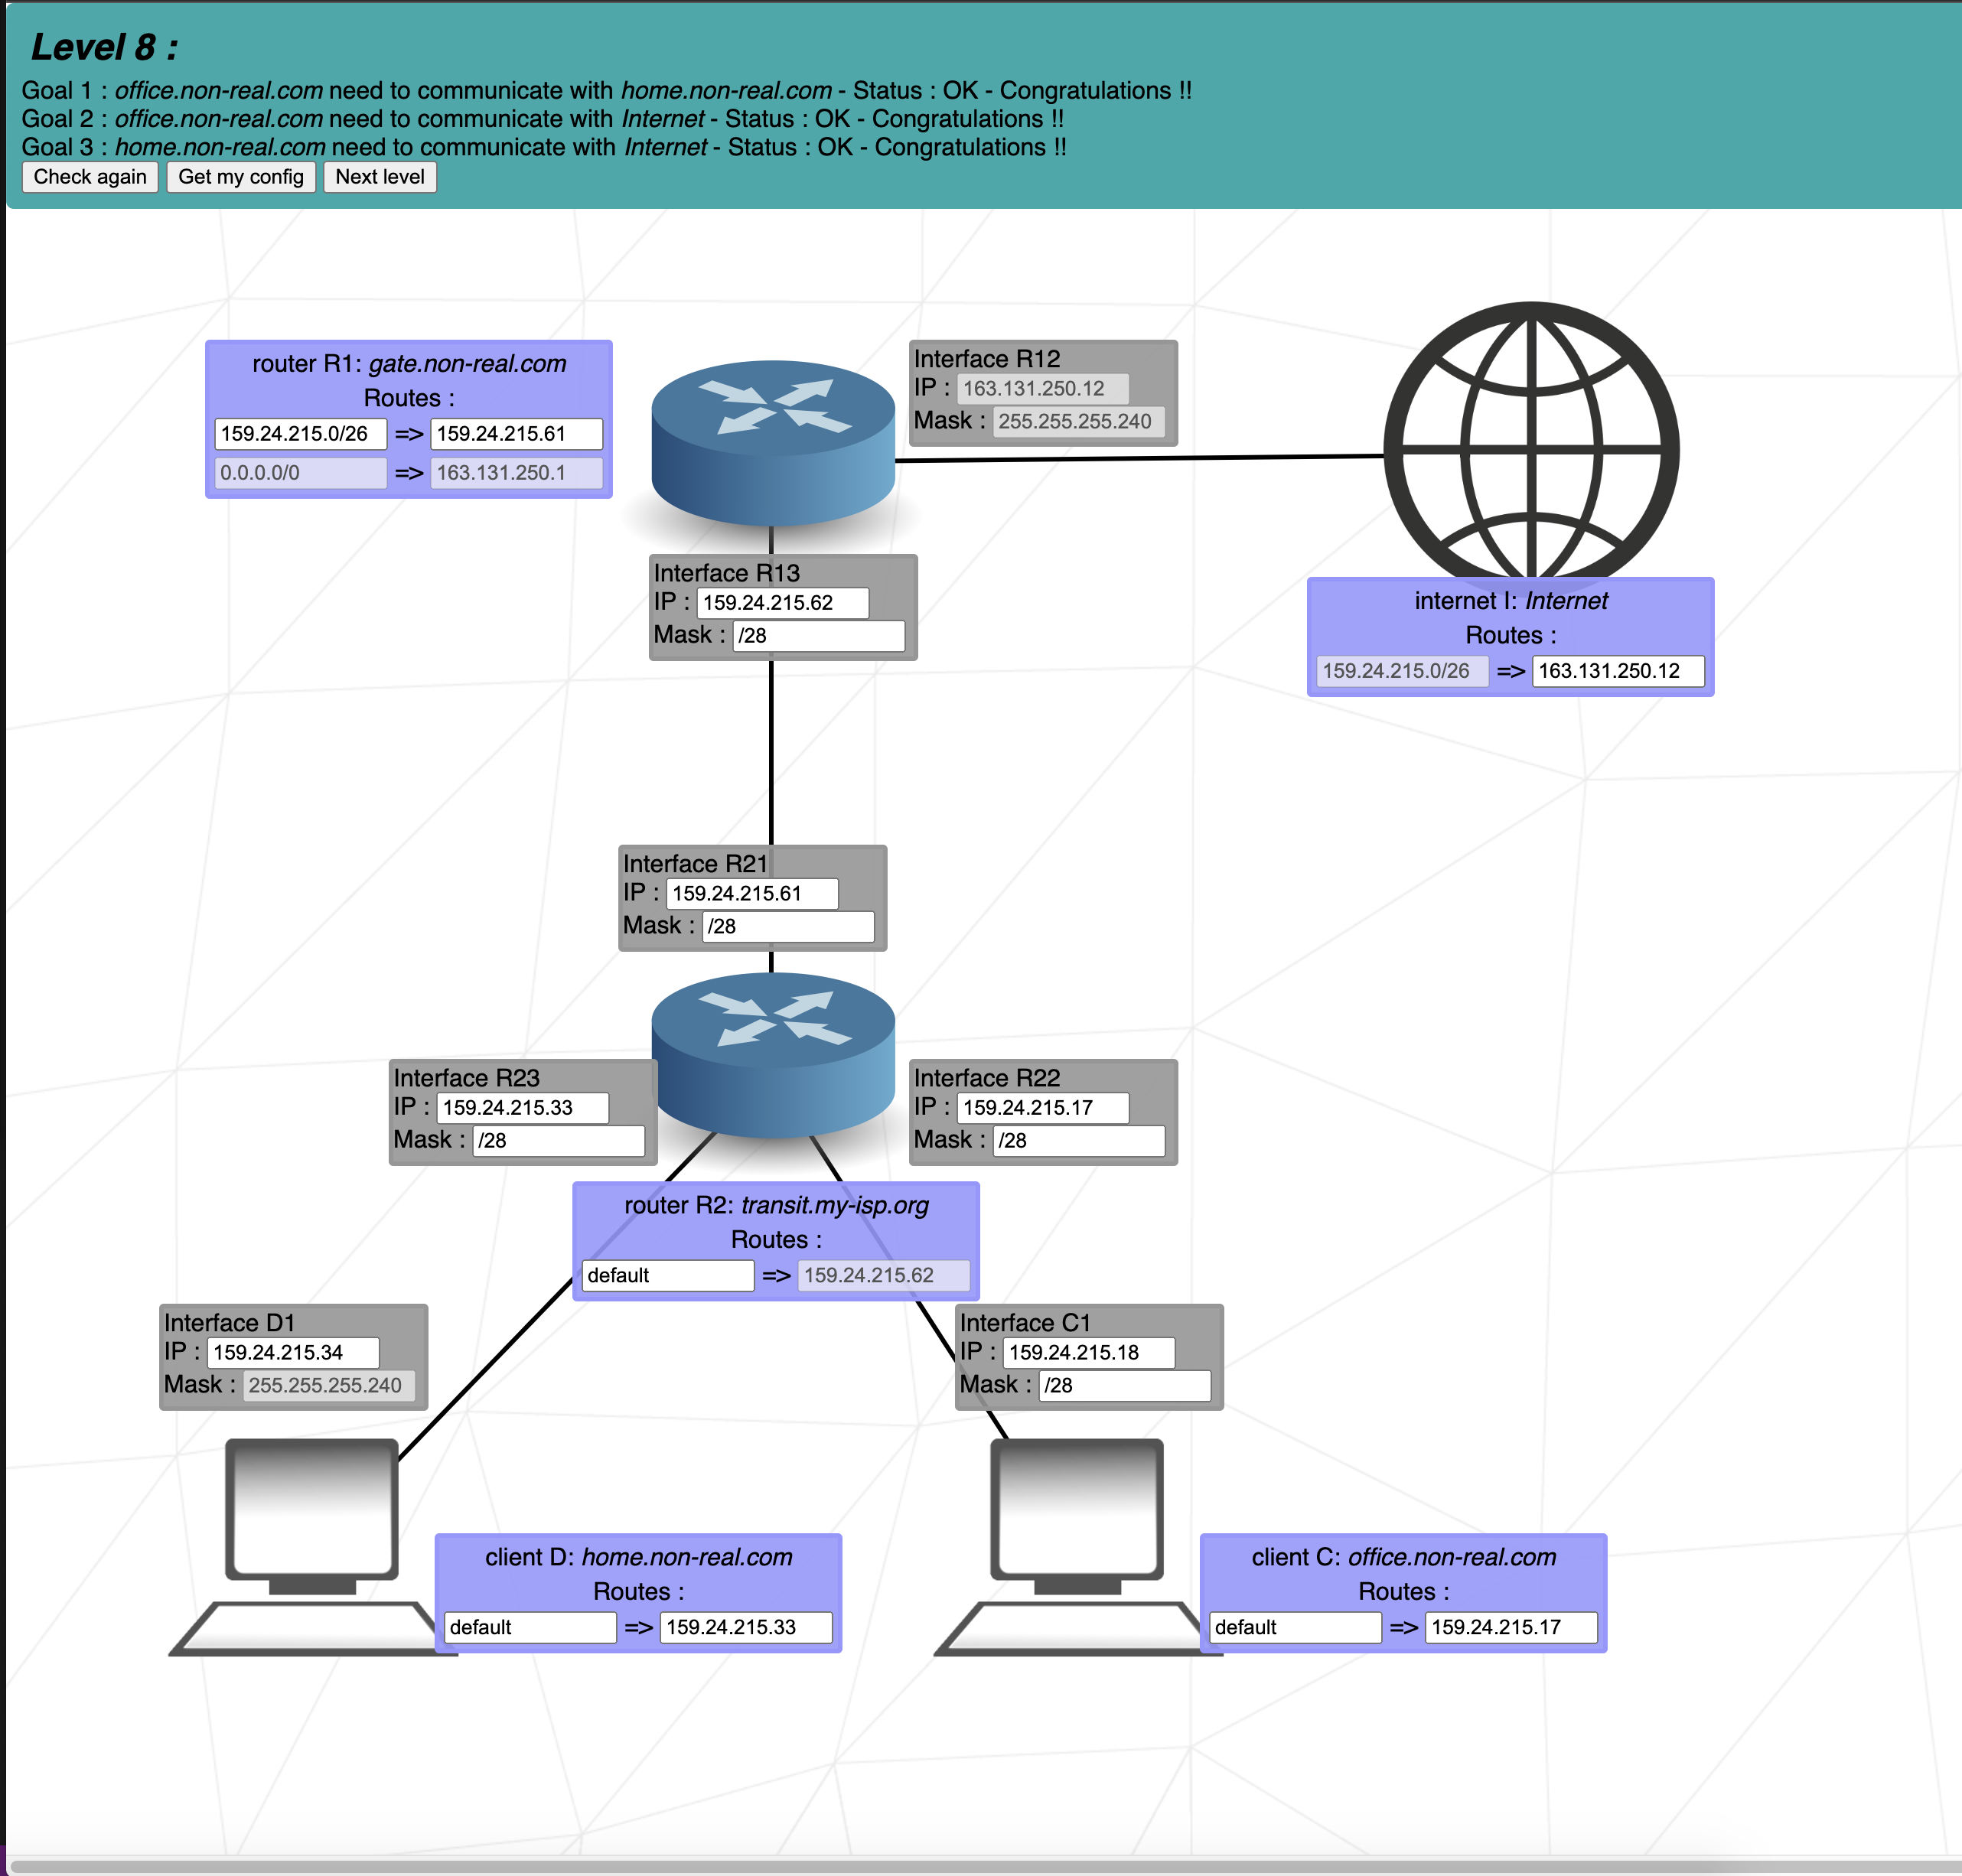 Level 8 :
Goal 1 : office.non-real.com need to communicate with home.non-real.com - Status : OK - Congratulations !!
Goal 2 : office.non-real.com need to communicate with Internet - Status : OK - Congratulations !!
Goal 3 : home.non-real.com need to communicate with Internet - Status : OK - Congratulations !!
Check again Get my config Next level
router R1: gate.non-real.com
Routes :
159.24.215.0/26 => 159.24.215.61
0.0.0.0/0 => 163.131.250.1
Interface R12
IP : 163.131.250.12
Mask : 255.255.255.240
Interface R13
IP : 159.24.215.62
Mask : /28
internet I: Internet
Routes :
159.24.215.0/26 => 163.131.250.12
Interface R21
IP : 159.24.215.61
Mask : /28
Interface R23
IP : 159.24.215.33
Mask : /28
Interface R22
IP : 159.24.215.17
Mask : /28
router R2: transit.my-isp.org
Routes :
default => 159.24.215.62
Interface D1
IP : 159.24.215.34
Mask : 255.255.255.240
Interface C1
IP : 159.24.215.18
Mask : /28
client D: home.non-real.com
Routes :
default => 159.24.215.33
client C: office.non-real.com
Routes :
default => 159.24.215.17